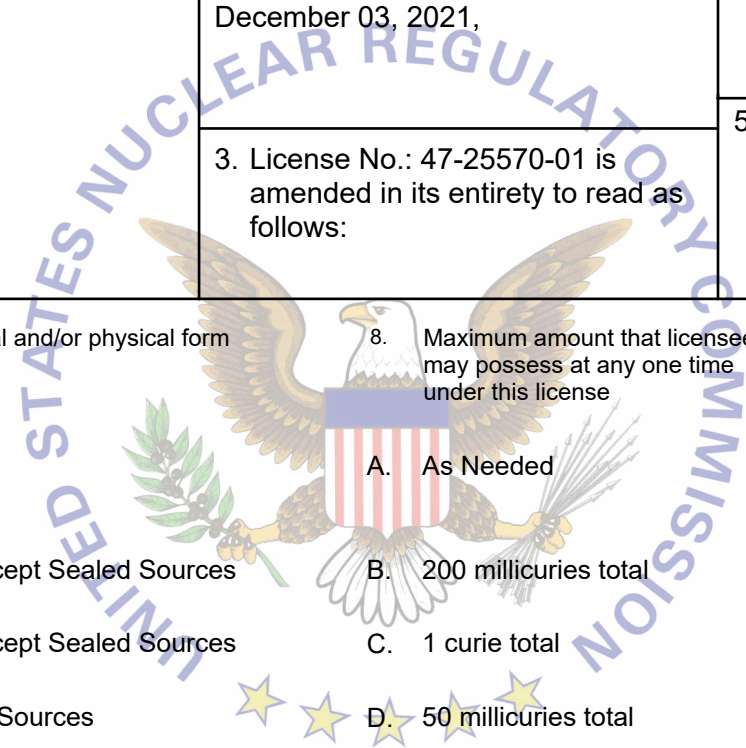 December 03, 2021,
3. License No.: 47-25570-01 is
amended in its entirety to read as
follows:
5
and/or physical form
8. Maximum amount that licensee
may possess at any one time
under this license
A. As Needed
Sealed Sources
B. 200 millicuries total
Sealed Sources
C. 1 curie total
Sources
D. 50 millicuries total
UNITED STATES NUCLEAR REGULATORY COMMISSION